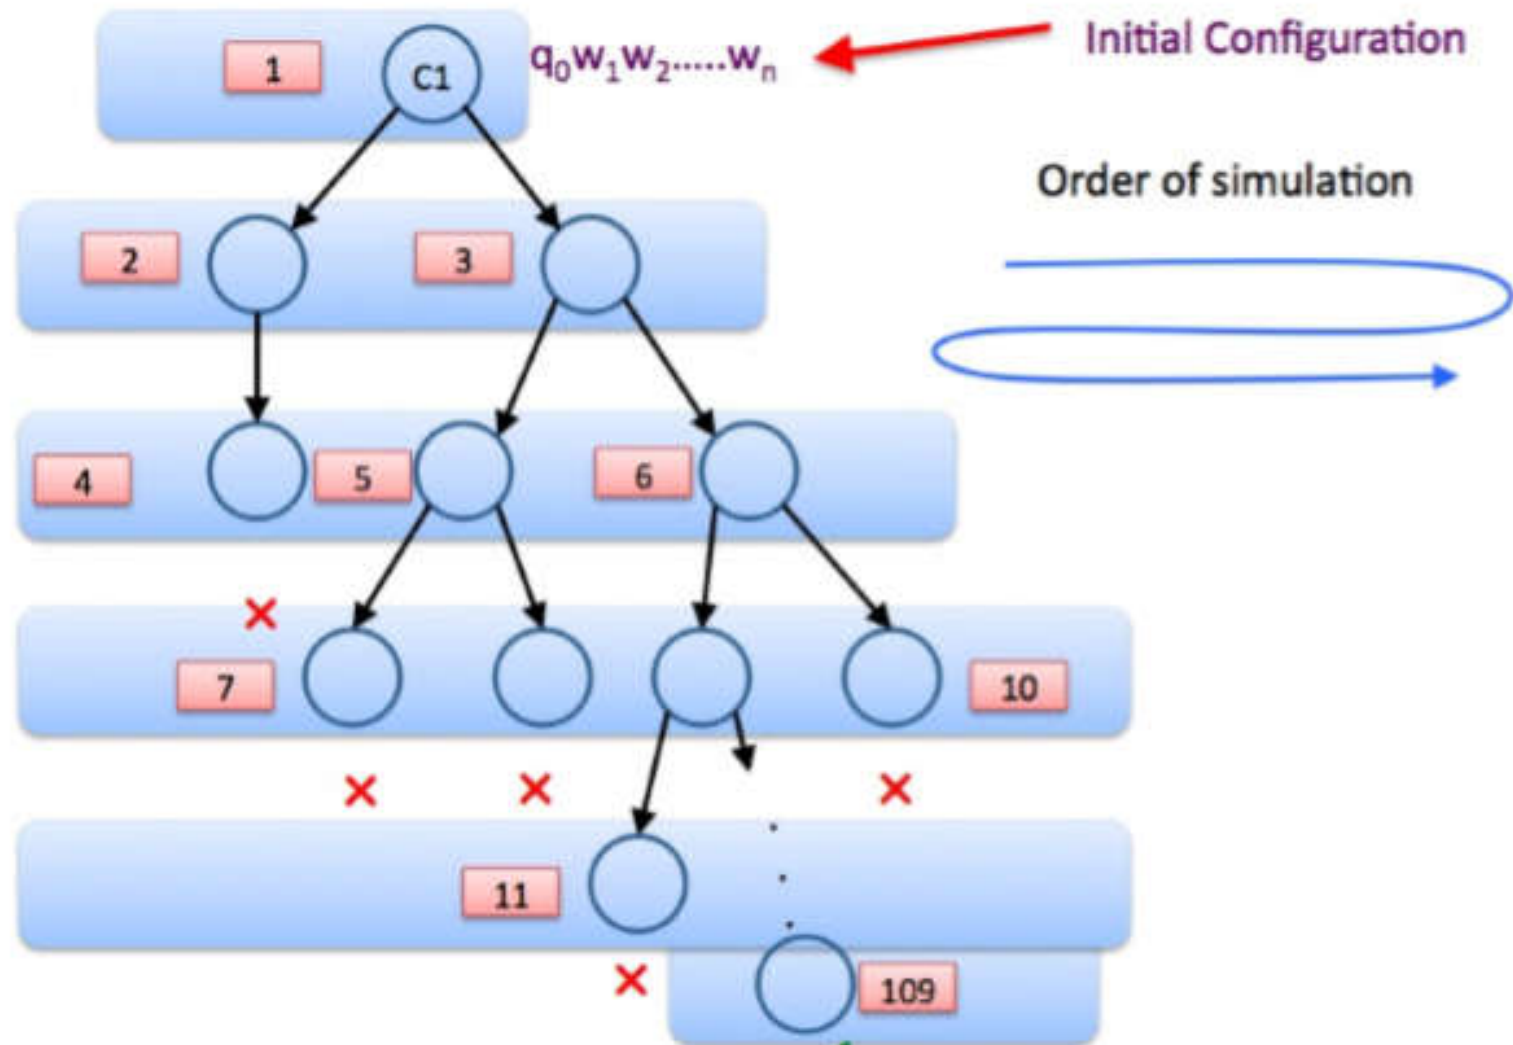 1
C1
q₀w₁w₂.....wₙ
Initial Configuration
Order of simulation
2
3
4
5
6
7
10
11
109